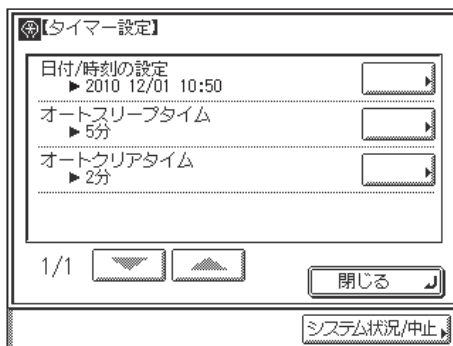 【タイマー設定】
日付/時刻の設定
▶ 2010 12/01 10:50
オートスリープタイム
▶ 5分
オートクリアタイム
▶ 2分
1/1
閉じる
システム状況/中止